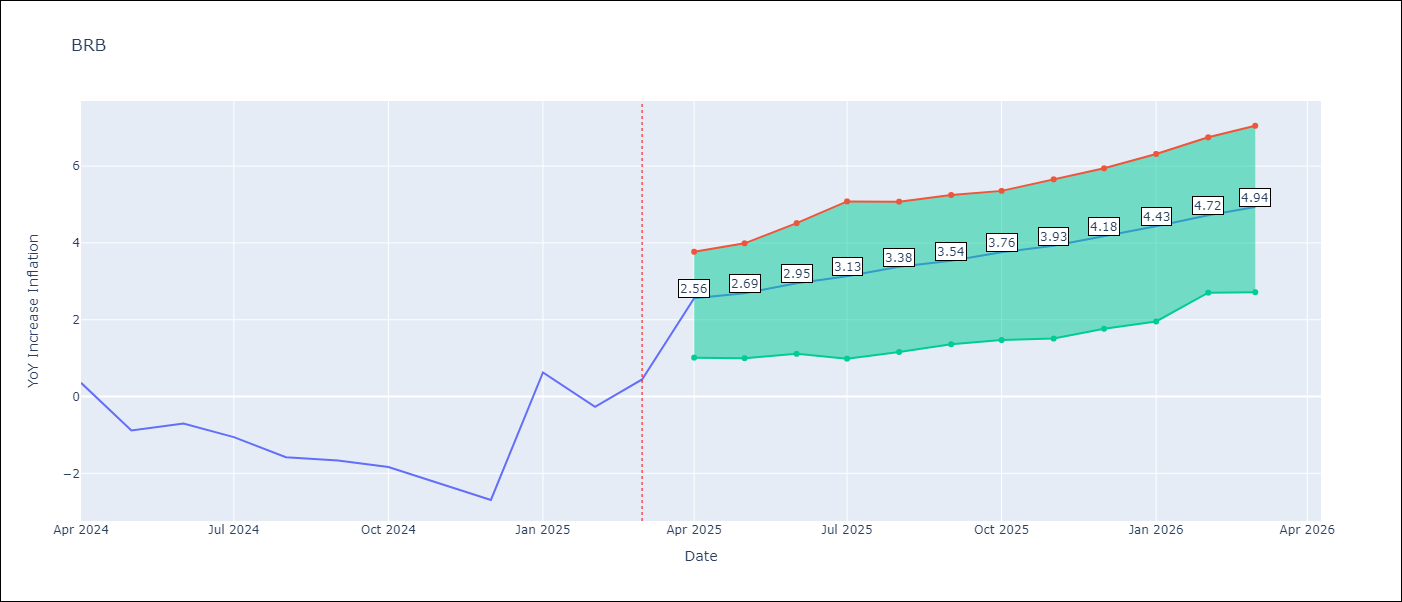 BRB
YoY Increase Inflation
6
4
2
0
−2
2.56
2.69
2.95
3.13
3.38
3.54
3.76
3.93
4.18
4.43
4.72
4.94
Apr 2024
Jul 2024
Oct 2024
Jan 2025
Apr 2025
Jul 2025
Oct 2025
Jan 2026
Apr 2026
Date